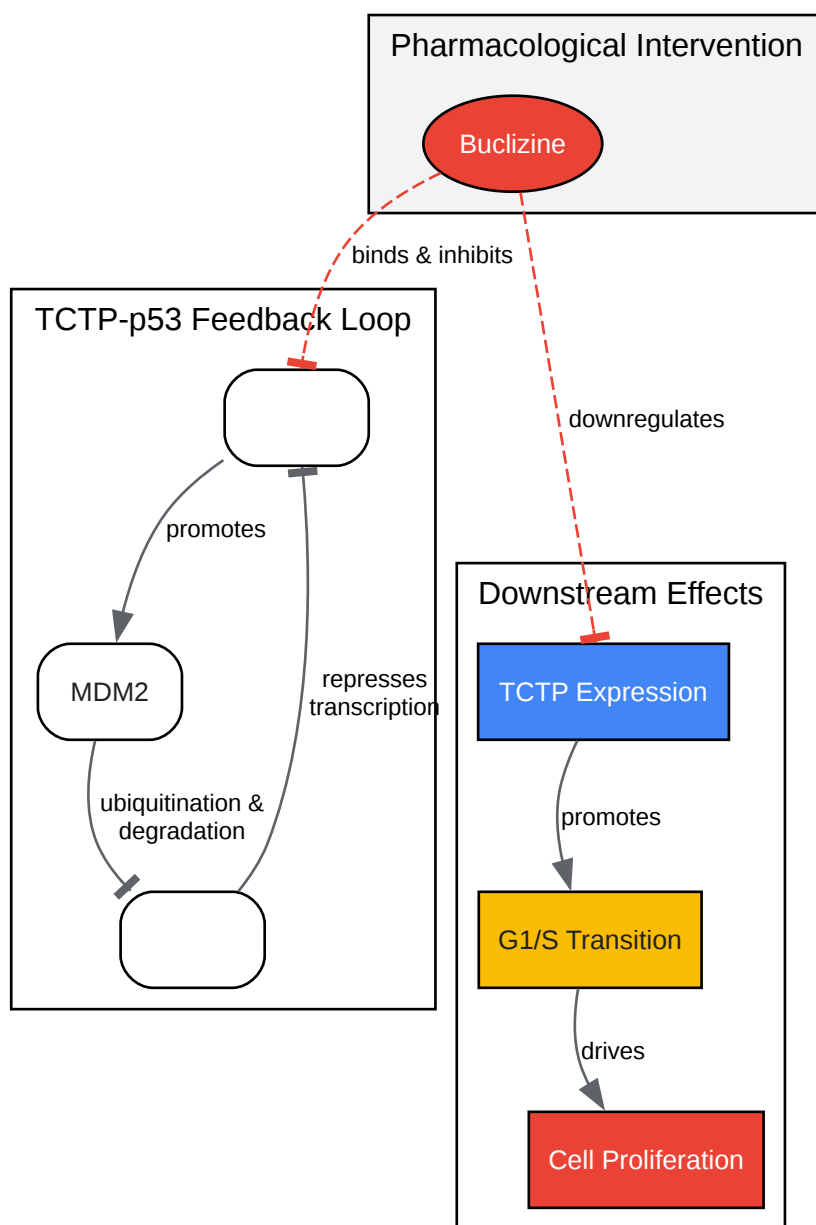 Pharmacological Intervention
Buclizine
binds & inhibits
TCTP-p53 Feedback Loop
downregulates
promotes
Downstream Effects
MDM2
represses
transcription
TCTP Expression
ubiquitination &
degradation
promotes
G1/S Transition
drives
Cell Proliferation